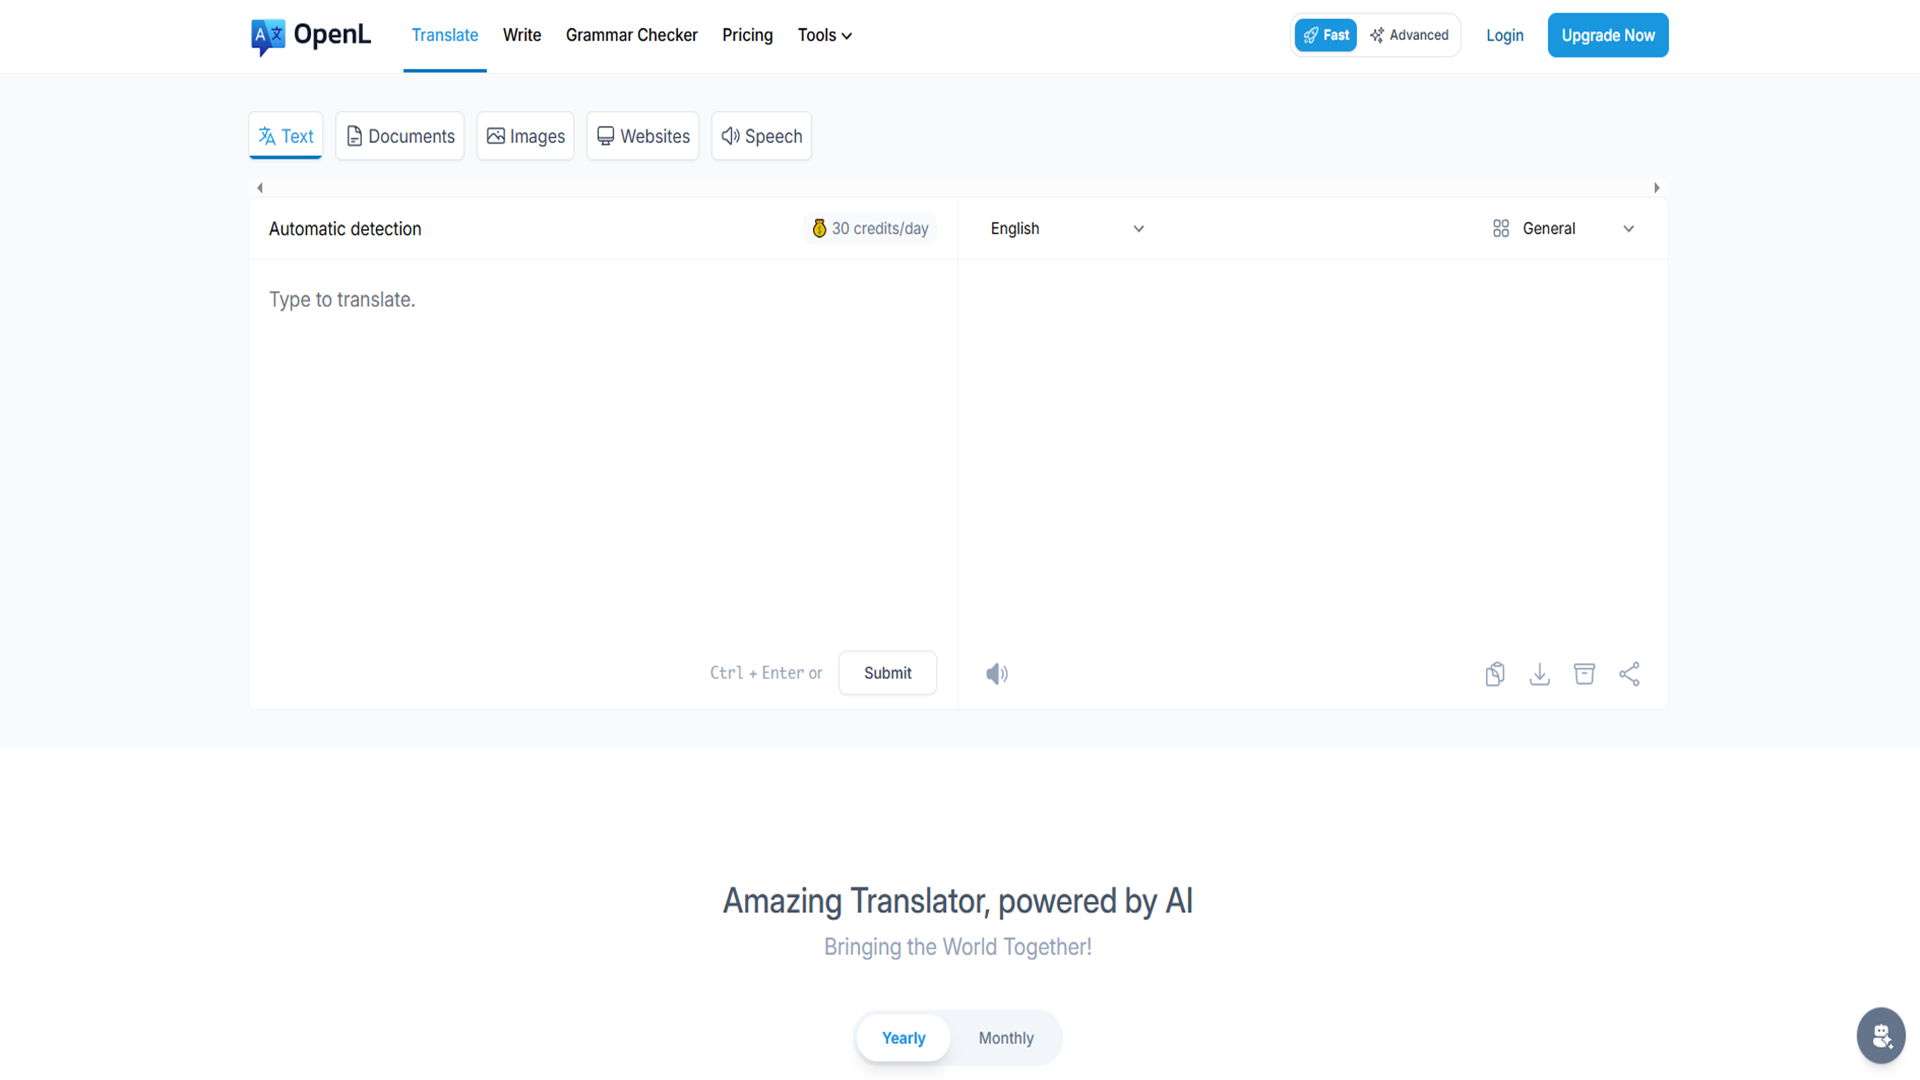 OpenL Translate Write Grammar Checker Pricing Tools Fast Advanced Login Upgrade Now
Text Documents Images Websites Speech
Automatic detection 30 credits/day English General
Type to translate.
Ctrl + Enter or Submit
Amazing Translator, powered by AI
Bringing the World Together!
Yearly Monthly